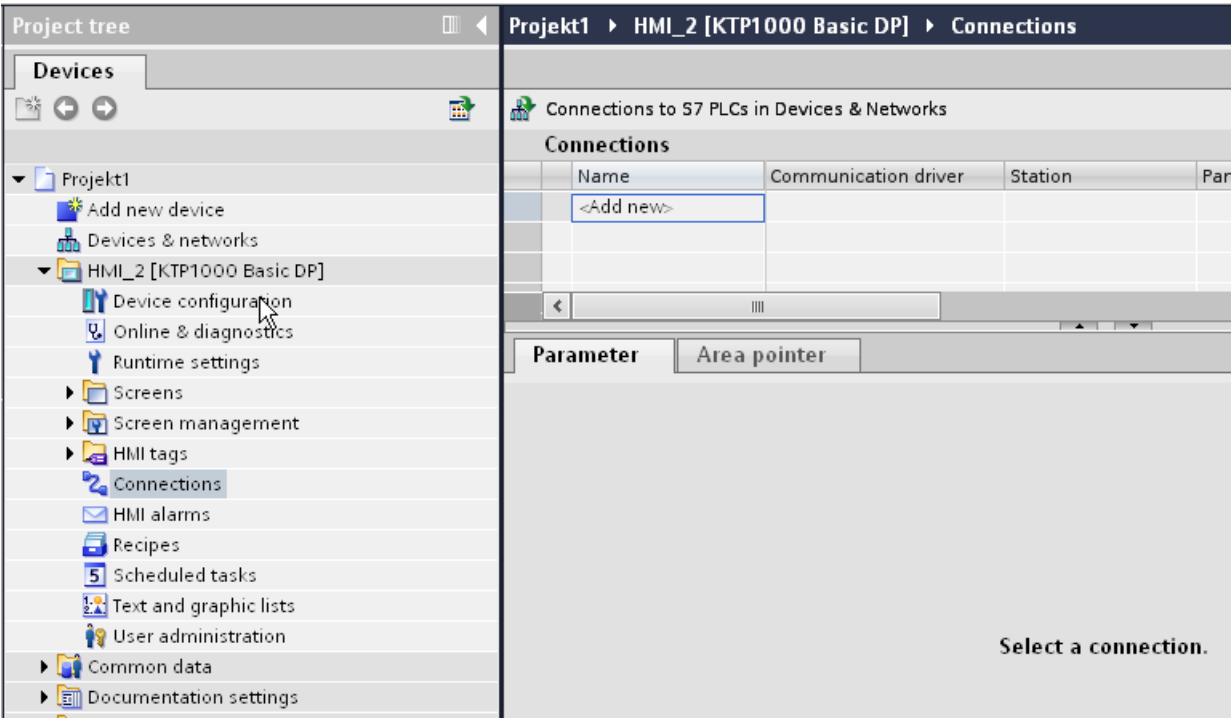 Project tree
Devices
Projekt1
Add new device
Devices & networks
HMI_2 [KTP1000 Basic DP]
Device configuration
Online & diagnostics
Runtime settings
Screens
Screen management
HMI tags
Connections
HMI alarms
Recipes
5 Scheduled tasks
Text and graphic lists
User administration
Common data
Documentation settings
Projekt1 HMI_2 [KTP1000 Basic DP] Connections
Connections to S7 PLCs in Devices & Networks
Connections
Name Communication driver Station Par
<Add new>
Parameter Area pointer
Select a connection.